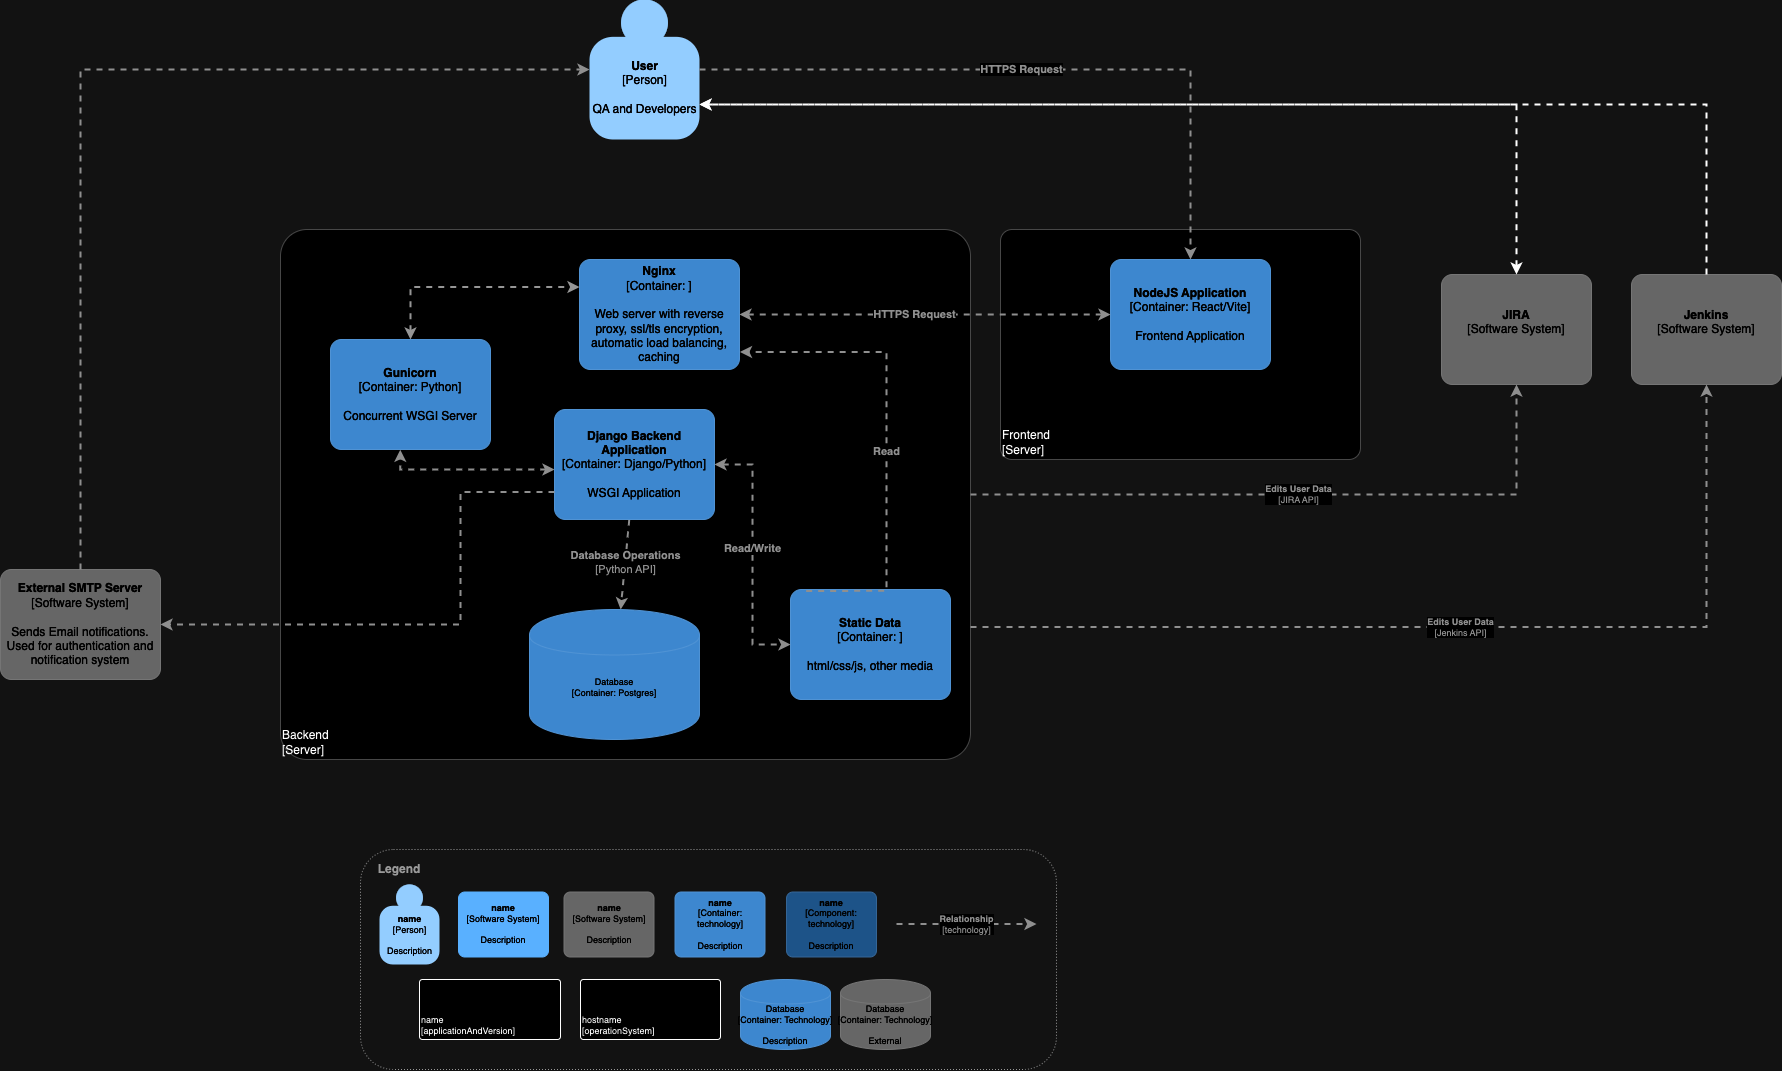 User
[Person]
QA and Developers
HTTPS Request
Nginx
[Container: ]
Web server with reverse
proxy, ssl/tls encryption,
automatic load balancing,
caching
HTTPS Request
NodeJS Application
[Container: React/Vite]
Frontend Application
JIRA
[Software System]
Jenkins
[Software System]
Gunicorn
[Container: Python]
Concurrent WSGI Server
Django Backend
Application
[Container: Django/Python]
WSGI Application
Read
Frontend
[Server]
Edits User Data
[JIRA API]
Database Operations
[Python API]
Read/Write
External SMTP Server
[Software System]
Sends Email notifications.
Used for authentication and
notification system
Static Data
[Container: ]
html/css/js, other media
Edits User Data
[Jenkins API]
Database
[Container: Postgres]
Backend
[Server]
Legend
name
[Person]
Description
name
[Software System]
Description
name
[Software System]
Description
name
[Container:
technology]
Description
name
[Component:
technology]
Description
Relationship
[technology]
name
[applicationAndVersion]
hostname
[operationSystem]
Database
[Container: Technology]
Description
Database
[Container: Technology]
External